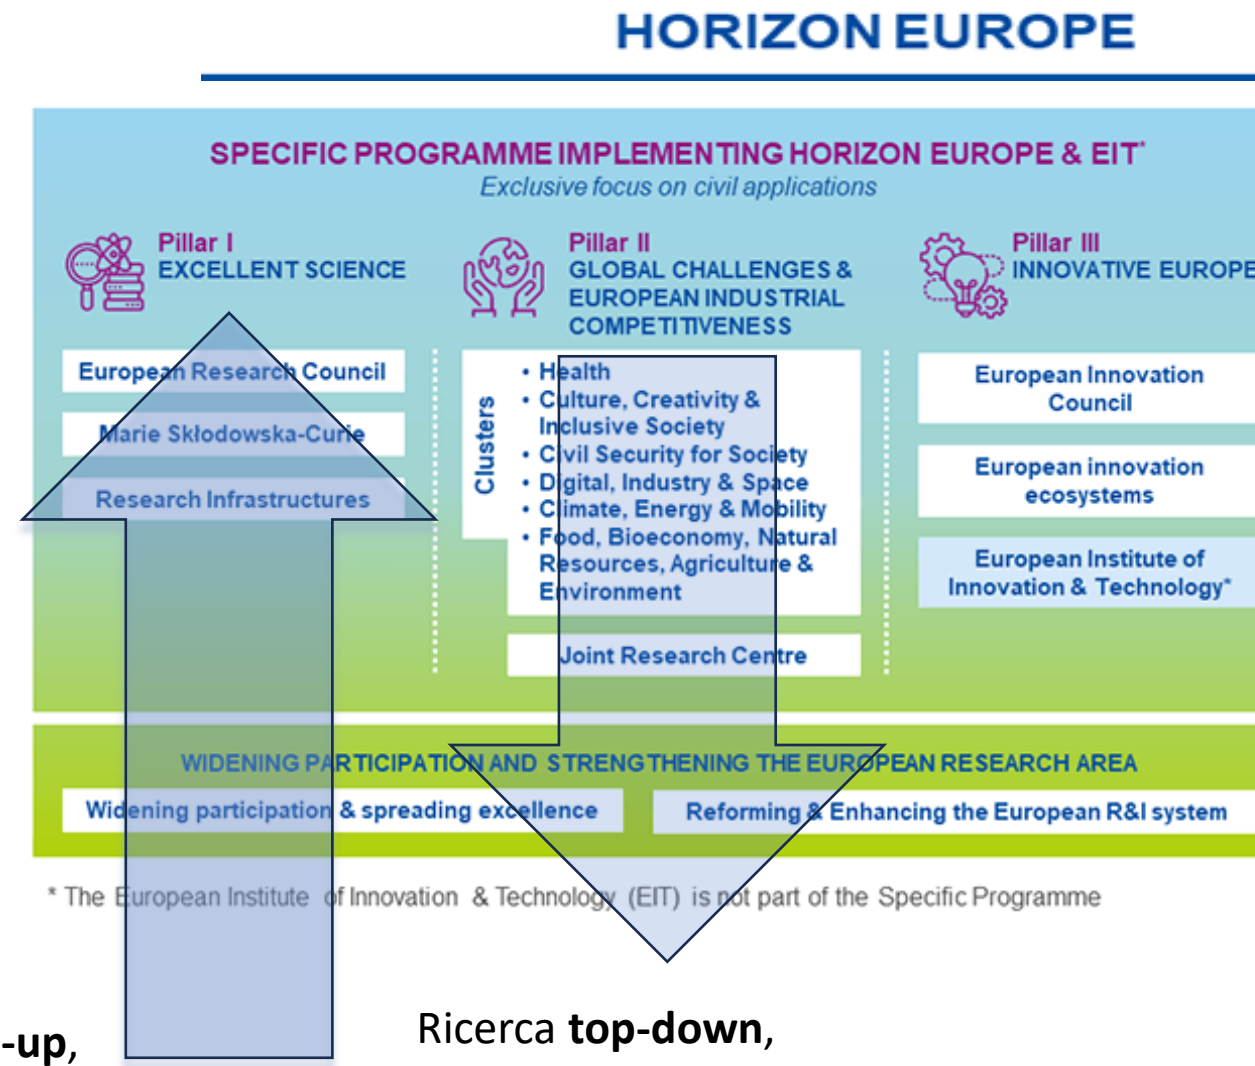 HORIZON EUROPE
SPECIFIC PROGRAMME IMPLEMENTING HORIZON EUROPE & EIT*
Exclusive focus on civil applications
Pillar I
EXCELLENT SCIENCE
European Research Council
Marie Skłodowska-Curie
Research Infrastructures
Pillar II
GLOBAL CHALLENGES &
EUROPEAN INDUSTRIAL
COMPETITIVENESS
Clusters
• Health
• Culture, Creativity &
Inclusive Society
• Civil Security for Society
• Digital, Industry & Space
• Climate, Energy & Mobility
• Food, Bioeconomy, Natural
Resources, Agriculture &
Environment
Joint Research Centre
Pillar III
INNOVATIVE EUROPE
European Innovation
Council
European innovation
ecosystems
European Institute of
Innovation & Technology*
WIDENING PARTICIPATION AND STRENGTHENING THE EUROPEAN RESEARCH AREA
Widening participation & spreading excellence
Reforming & Enhancing the European R&I system
* The European Institute of Innovation & Technology (EIT) is not part of the Specific Programme
-up,
Ricerca top-down,